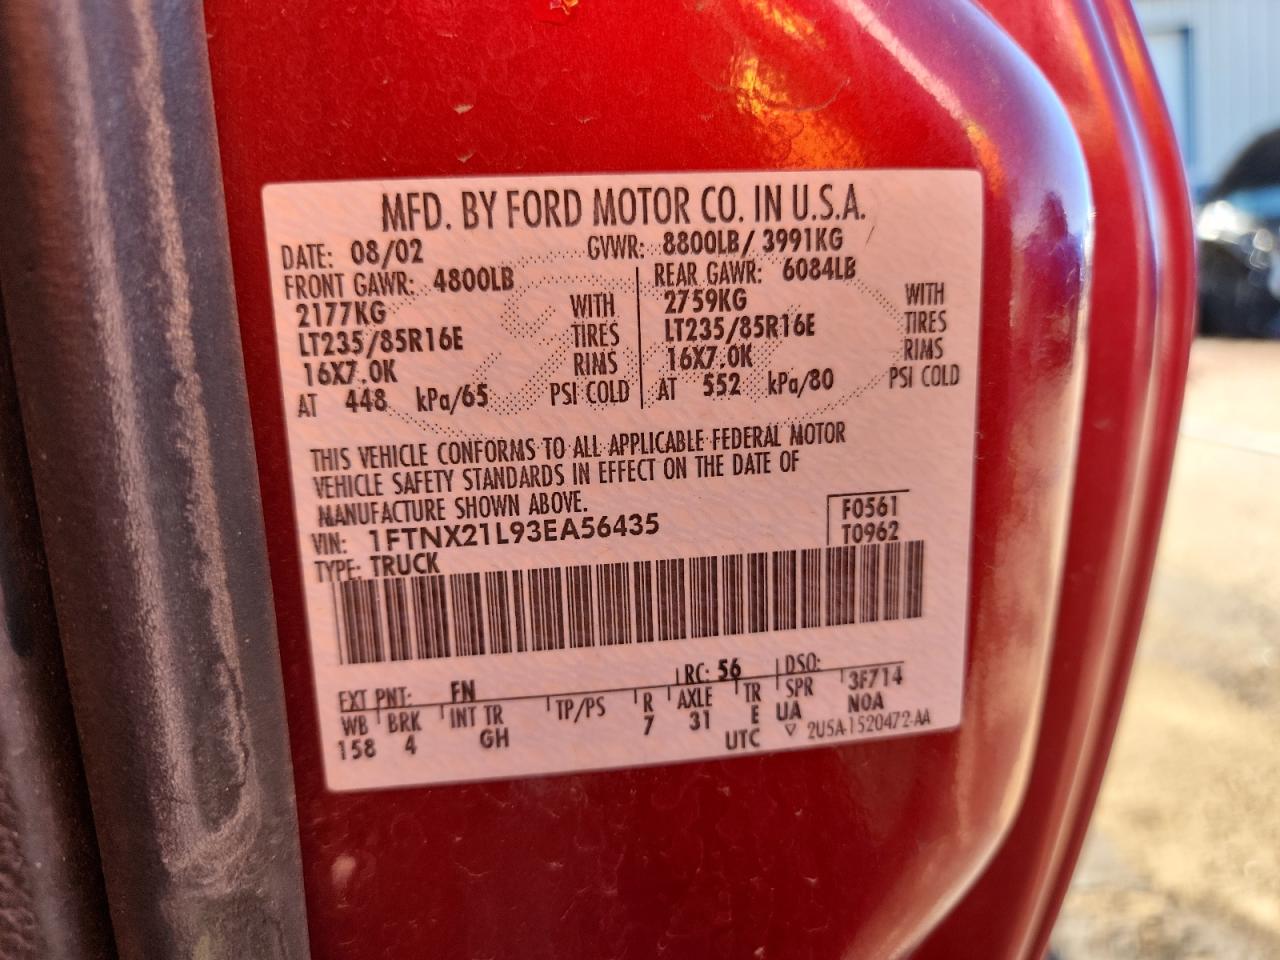 MFD. BY FORD MOTOR CO. IN U.S.A.
DATE: 08/02 GVWR: 8800LB/ 3991KG
FRONT GAWR: 4800LB REAR GAWR: 6084LB
2177KG WITH 2759KG WITH
LT235/85R16E TIRES LT235/85R16E TIRES
16X7.0K RIMS 16X7.0K RIMS
AT 448 kPa/65 PSI COLD AT 552 kPa/80 PSI COLD
THIS VEHICLE CONFORMS TO ALL APPLICABLE FEDERAL MOTOR
VEHICLE SAFETY STANDARDS IN EFFECT ON THE DATE OF
MANUFACTURE SHOWN ABOVE.
VIN: 1FTNX21L93EA56435 F0561
TYPE: TRUCK T0962
EXT PNT: FN RC: 56 DSO:
WB BRK INT TR TP/PS R AXLE TR SPR 3F714
158 4 GH 7 31 E UA NOA
UTC ▽ 2U5A-1520472-AA